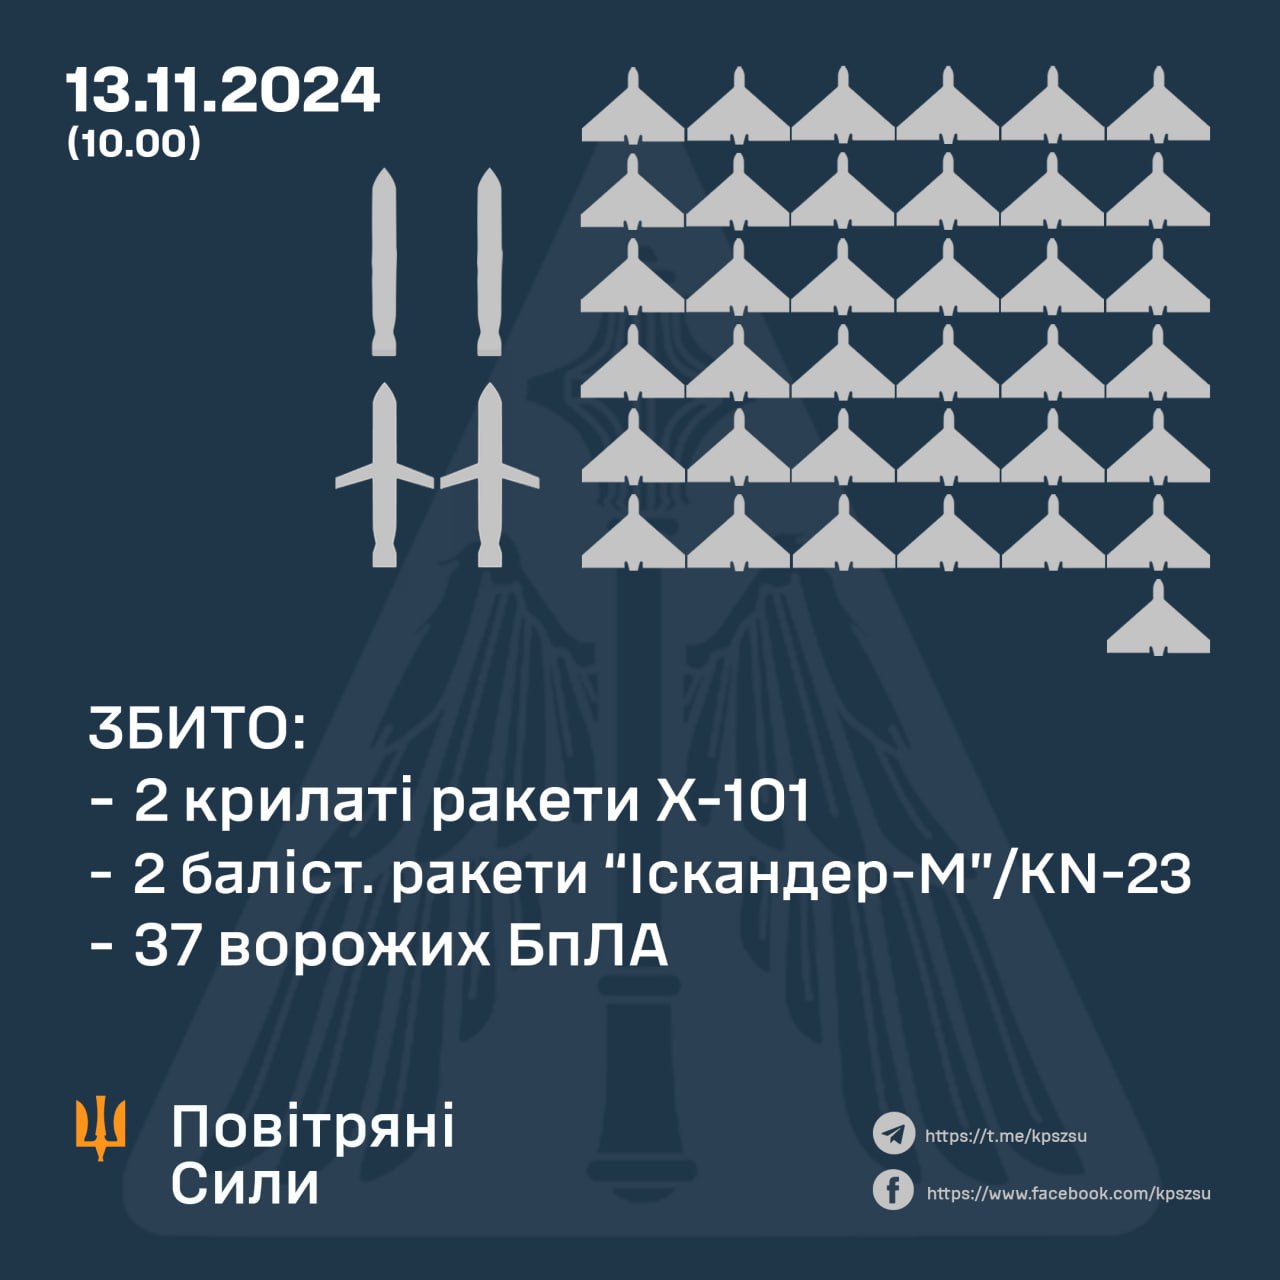 13.11.2024
(10.00)
ЗБИТО:
- 2 крилаті ракети Х-101
- 2 баліст. ракети “Іскандер-М”/KN-23
- 37 ворожих БпЛА
Повітряні
Сили
https://t.me/kpszsu
https://www.facebook.com/kpszsu